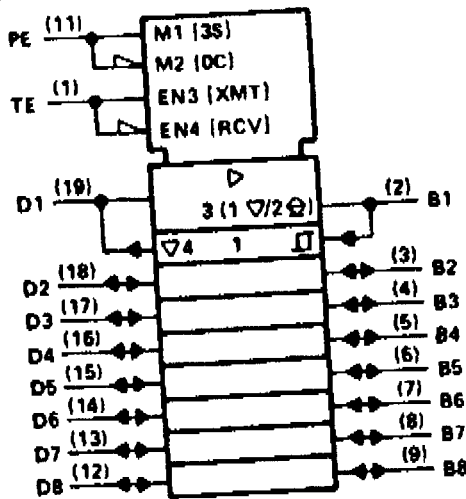 PE (11) M1 (3S)
M2 (OC)
TE (1) EN3 (XMT)
EN4 (RCV)
▷
D1 (19) 3 (1 ▽/2 ⎒) (2) B1
▽4 1
D2 (18) (3) B2
D3 (17) (4) B3
D4 (16) (5) B4
D5 (15) (6) B5
D6 (14) (7) B6
D7 (13) (8) B7
D8 (12) (9) B8